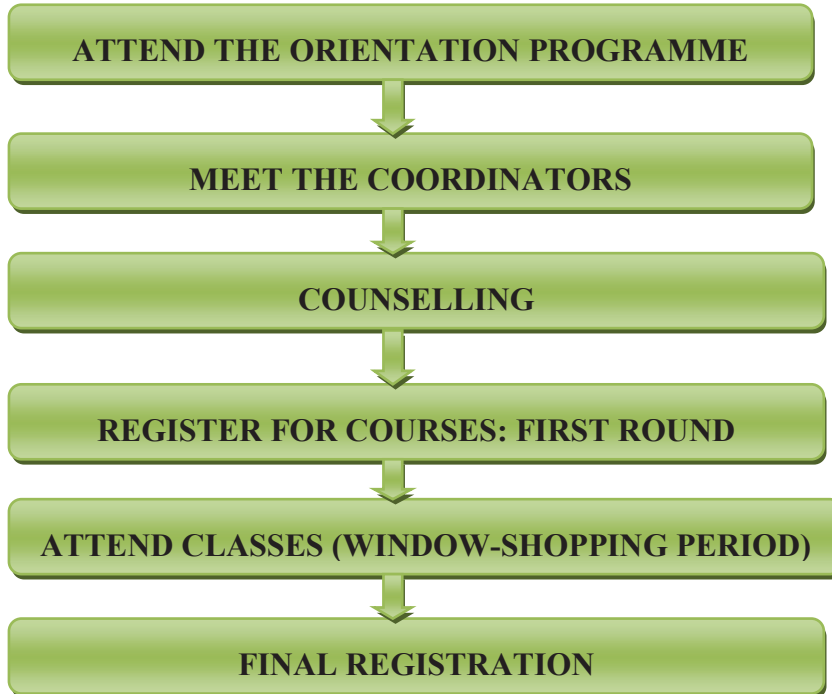 ATTEND THE ORIENTATION PROGRAMME
MEET THE COORDINATORS
COUNSELLING
REGISTER FOR COURSES: FIRST ROUND
ATTEND CLASSES (WINDOW-SHOPPING PERIOD)
FINAL REGISTRATION